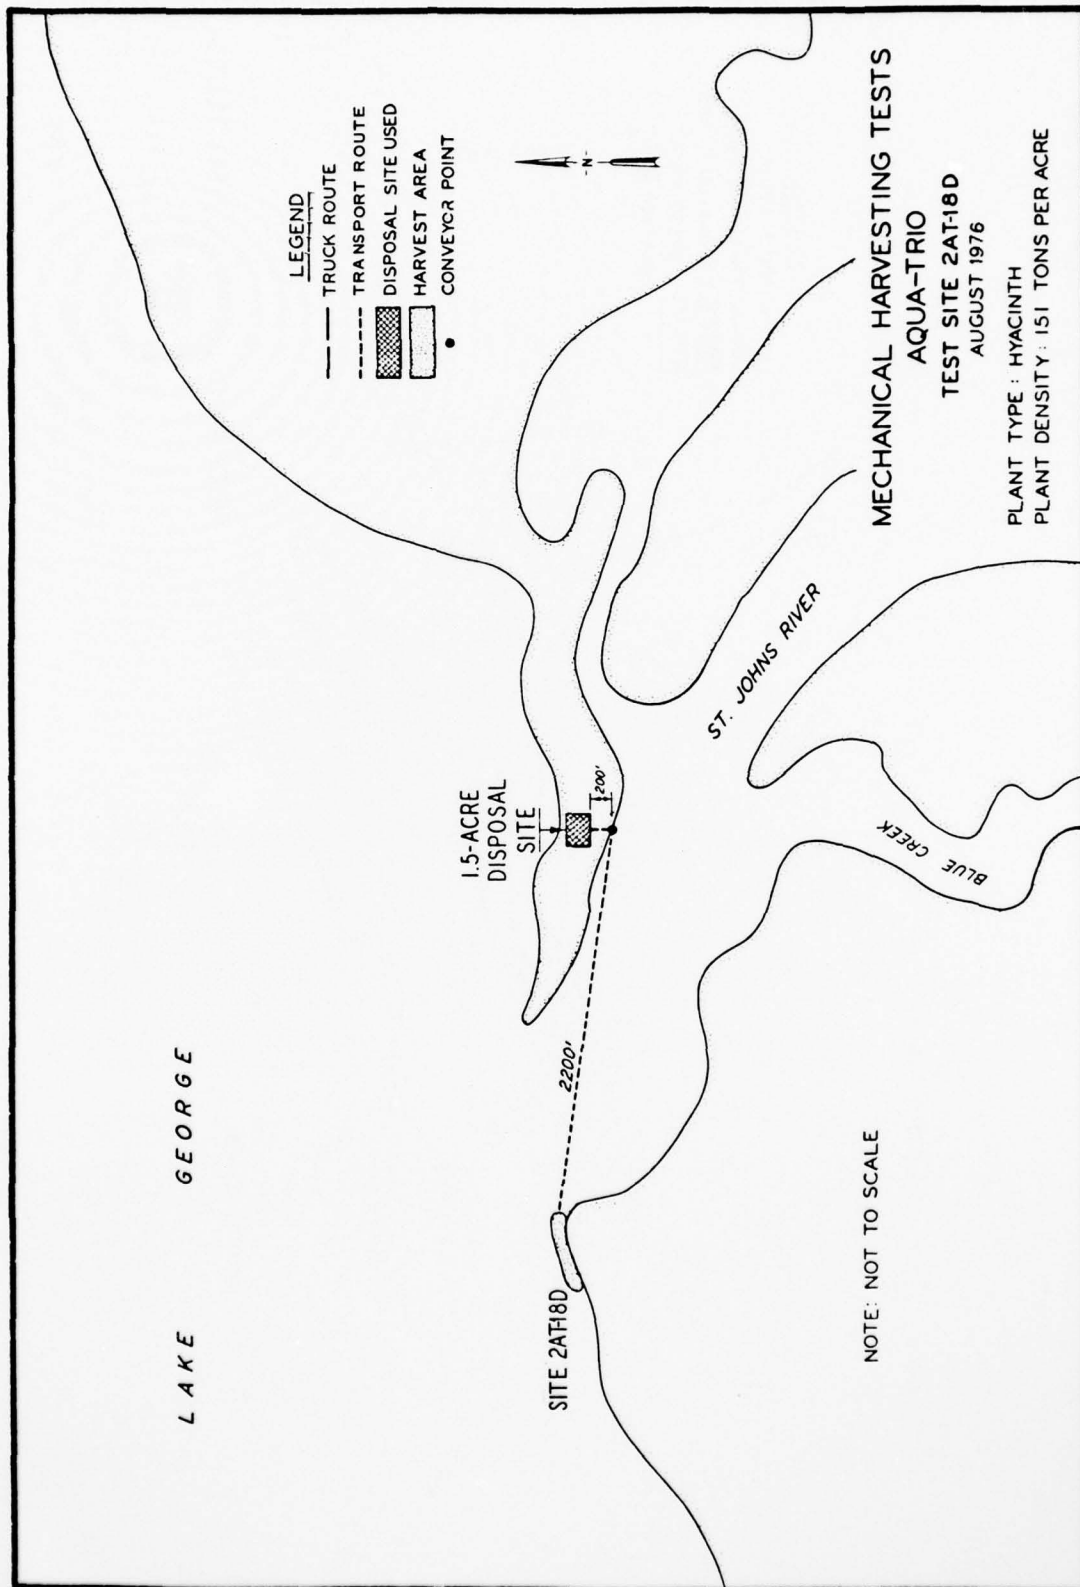 LAKE GEORGE
LEGEND
TRUCK ROUTE
TRANSPORT ROUTE
DISPOSAL SITE USED
HARVEST AREA
CONVEYOR POINT
-N-
1.5-ACRE
DISPOSAL
SITE
200'
2200'
SITE 2AT-18D
ST. JOHNS RIVER
BLUE CREEK
NOTE: NOT TO SCALE
MECHANICAL HARVESTING TESTS
AQUA-TRIO
TEST SITE 2AT-18D
AUGUST 1976
PLANT TYPE: HYACINTH
PLANT DENSITY: 151 TONS PER ACRE